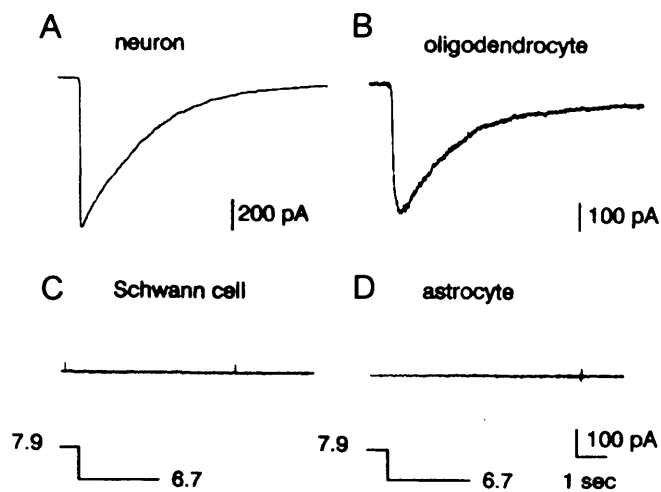 A
neuron
200 pA
B
oligodendrocyte
100 pA
C
Schwann cell
7.9
6.7
D
astrocyte
7.9
6.7
100 pA
1 sec